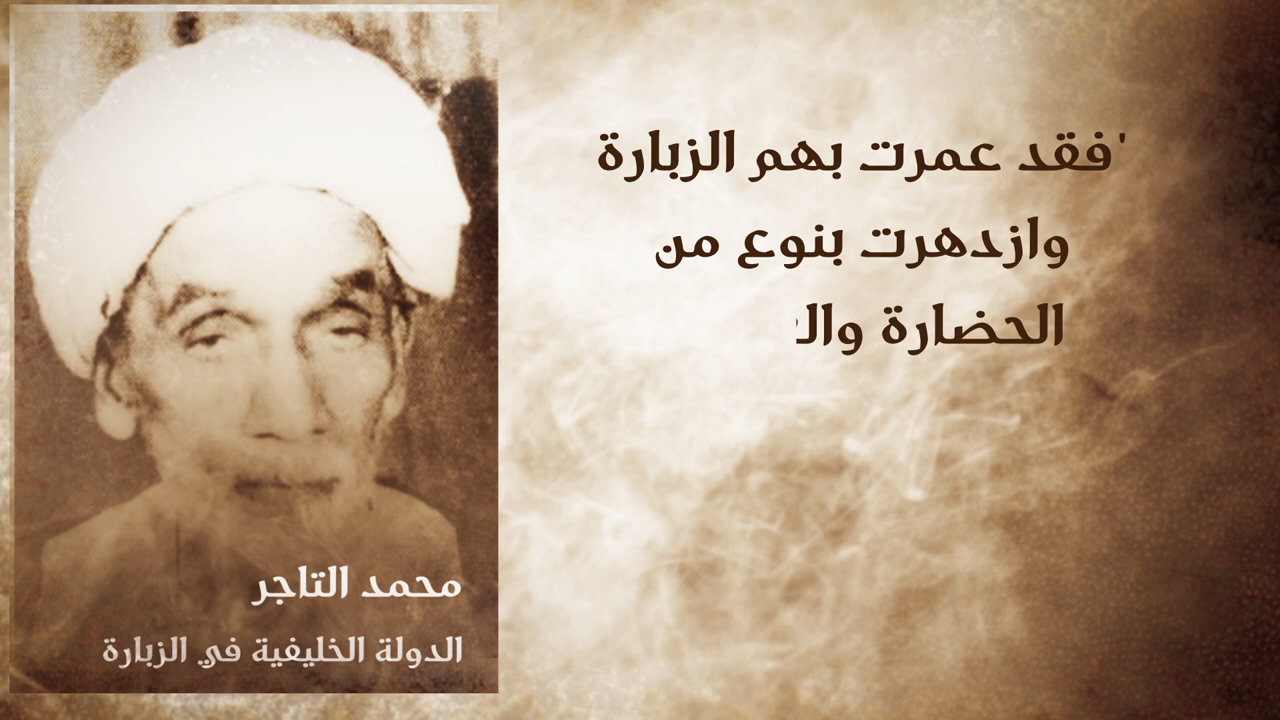 'فقد عمرت بهم الزبارة
وازدهرت بنوع من
الحضارة
محمد التاجر
الدولة الخليفية في الزبارة